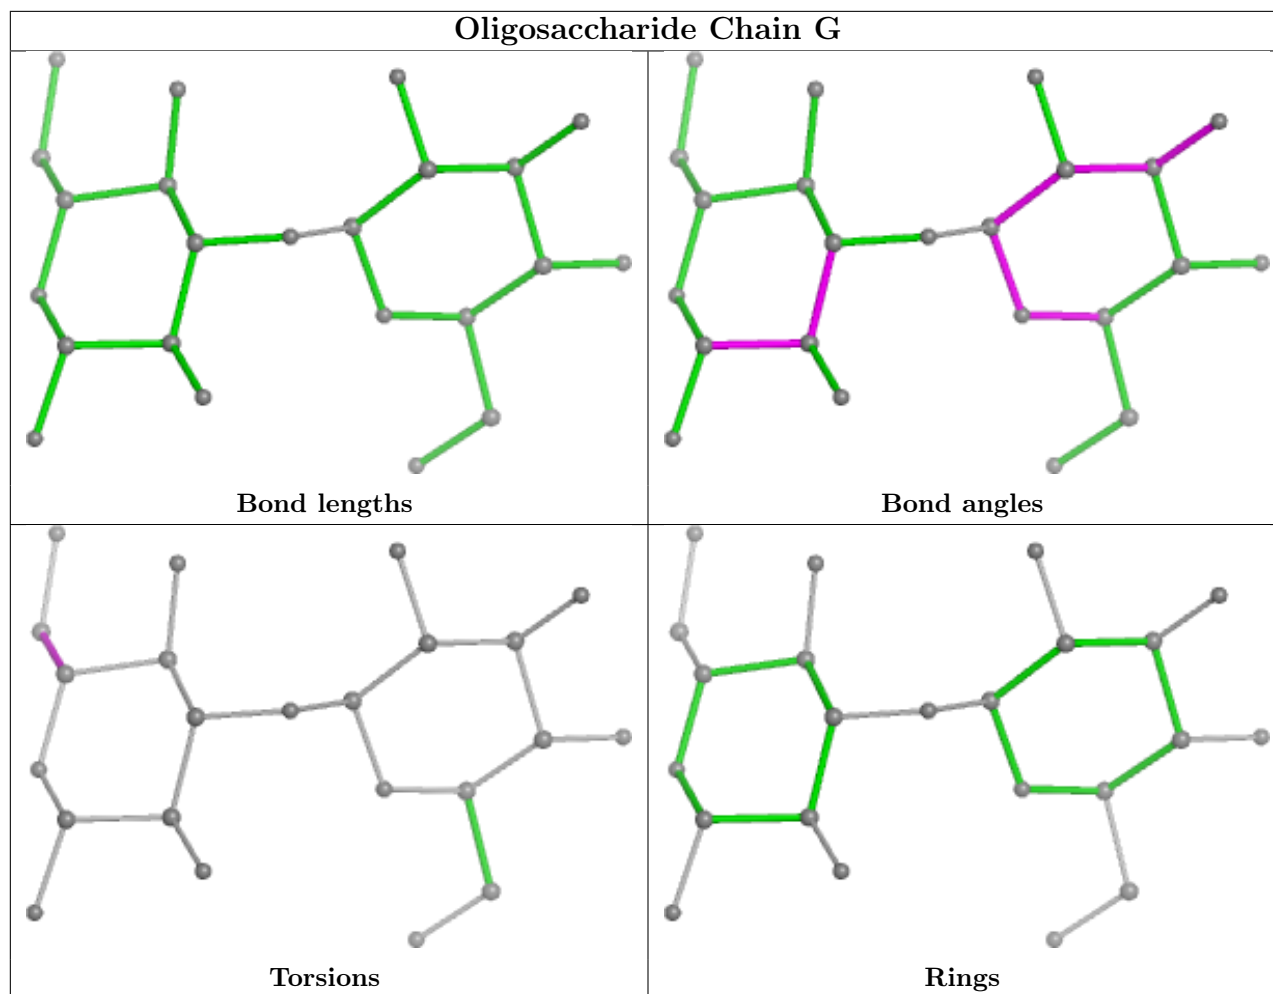 Oligosaccharide Chain G
Bond lengths
Bond angles
Torsions
Rings